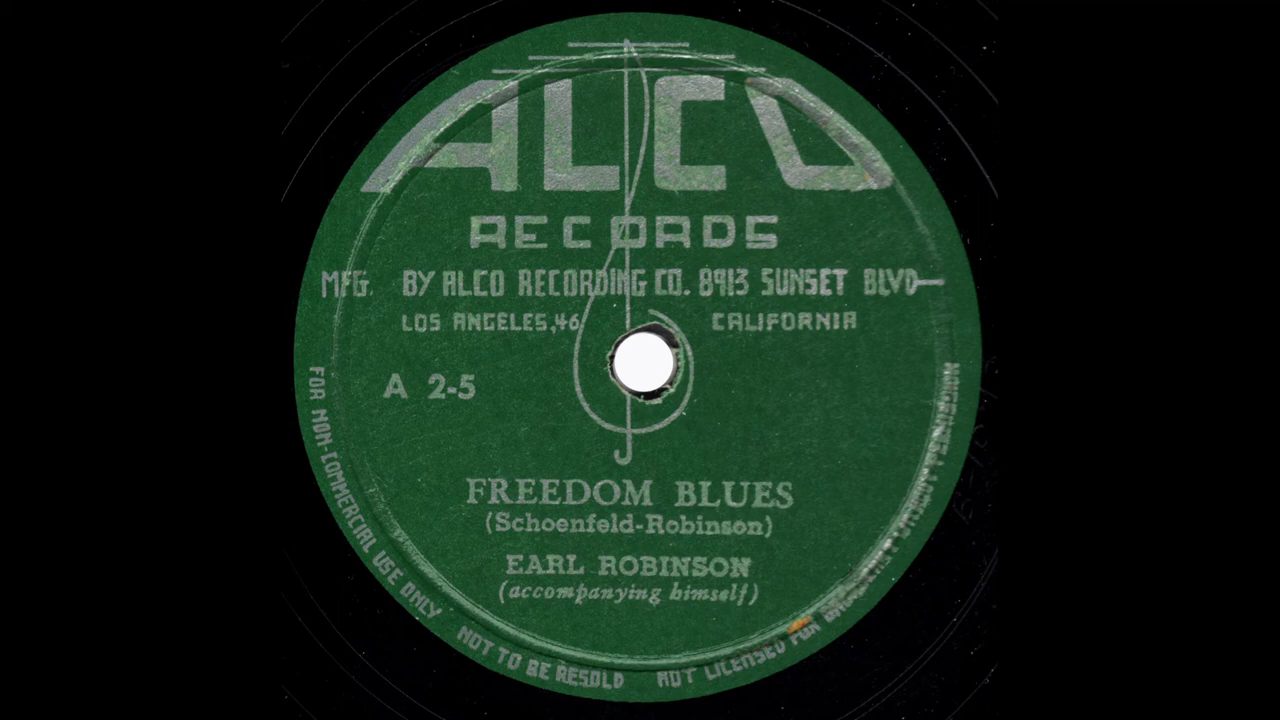 ALCO
RECORDS
MFG. BY ALCO RECORDING CO. 8913 SUNSET BLVD
LOS ANGELES,46 CALIFORNIA
A 2-5
FREEDOM BLUES
(Schoenfeld-Robinson)
EARL ROBINSON
(accompanying himself)
FOR NON-COMMERCIAL USE ONLY NOT TO BE RESOLD NOT LICENSED FOR